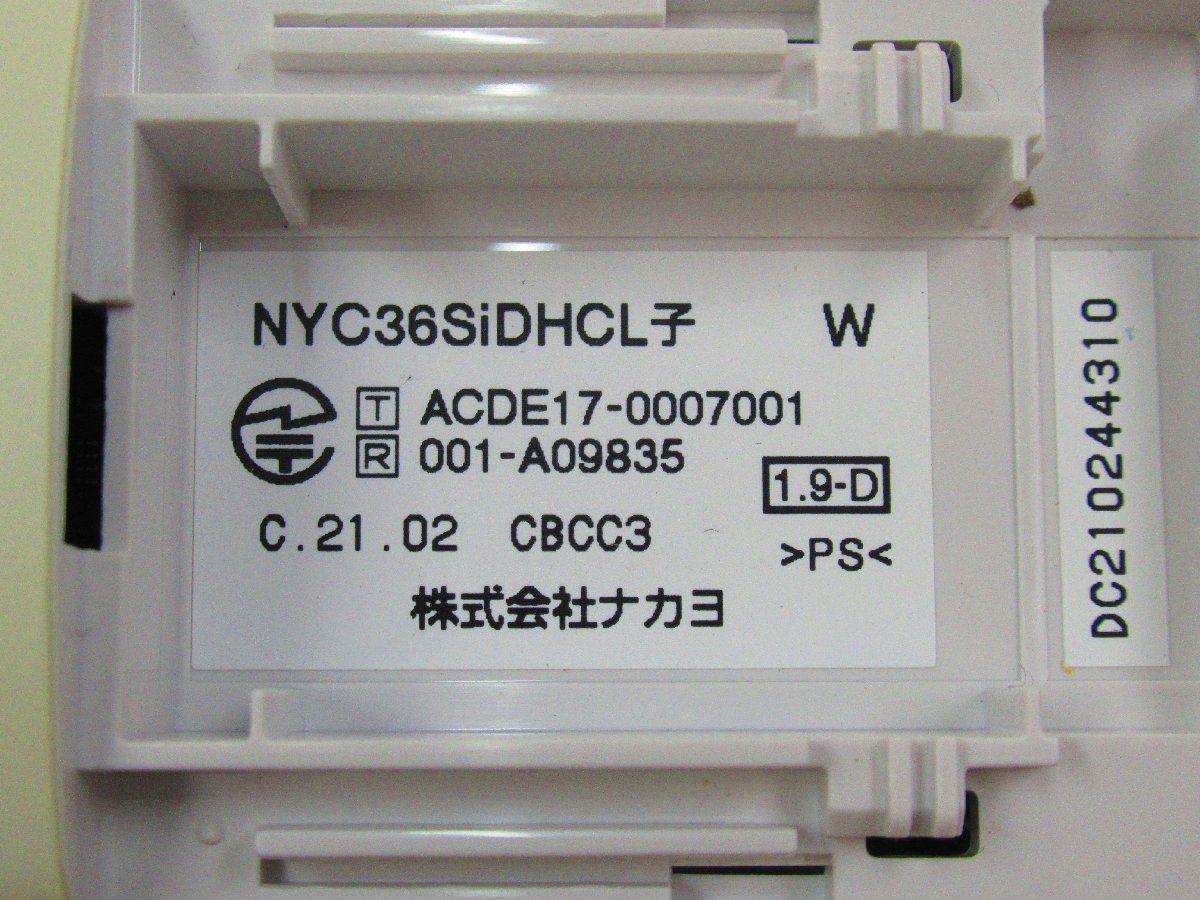 NYC36SiDHCL子 W
T ACDE17-0007001
R 001-A09835
1.9-D
C.21.02 CBCC3
>PS<
株式会社ナカヨ
DC210244310